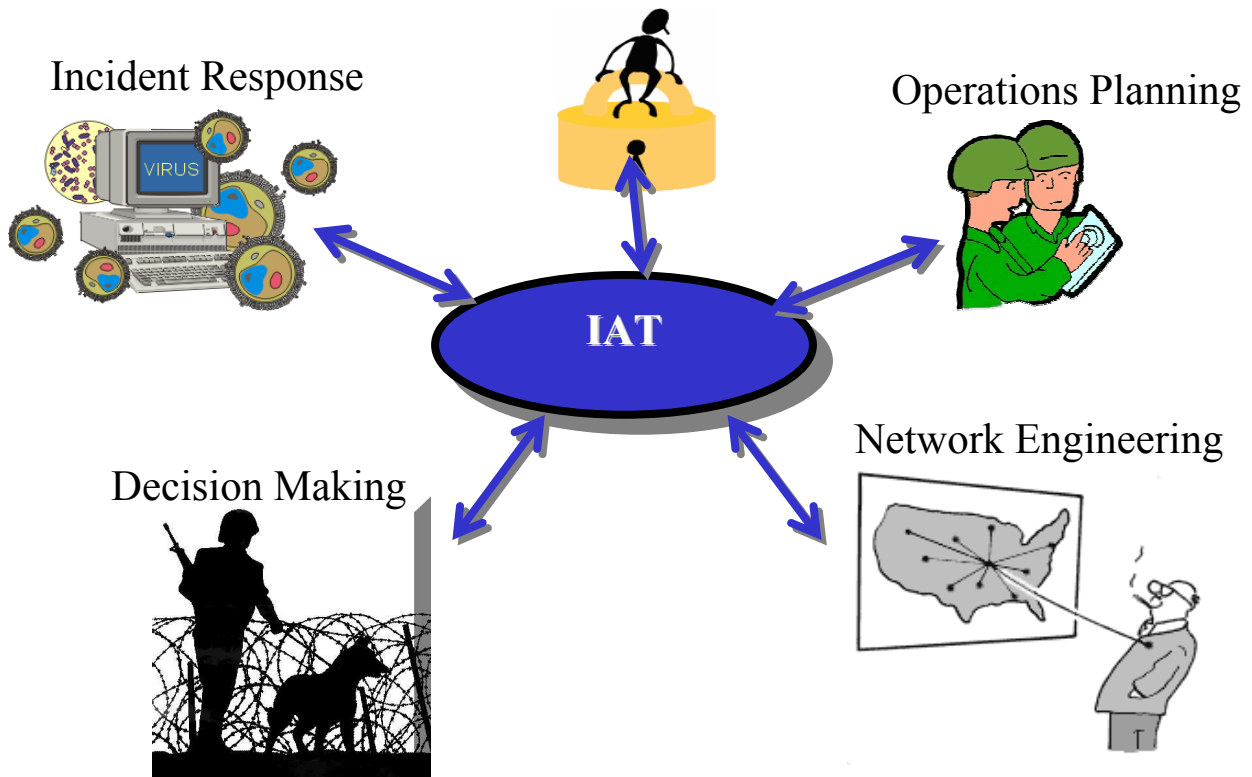 Incident Response
Operations Planning
VIRUS
IAT
Network Engineering
Decision Making